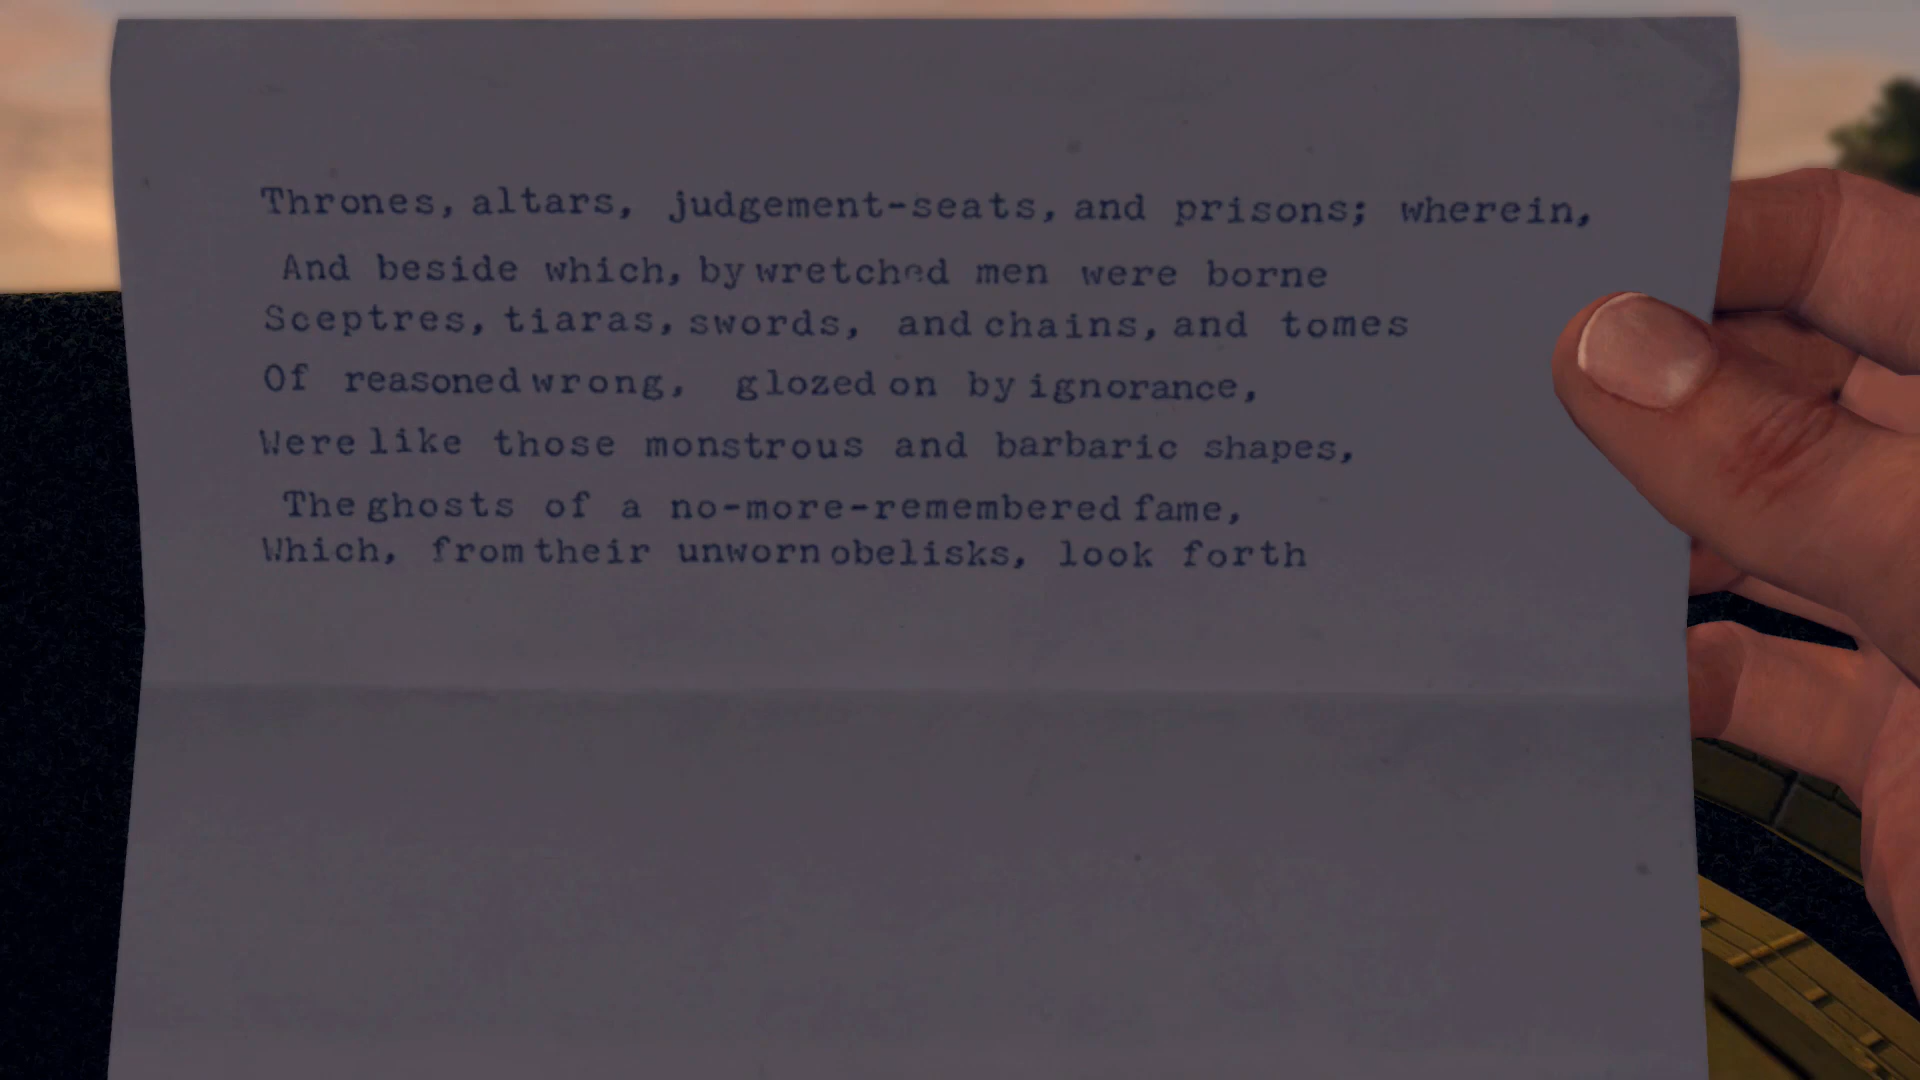 Thrones, altars, judgement-seats, and prisons; wherein,
And beside which, by wretched men were borne
Sceptres, tiaras, swords, and chains, and tomes
Of reasoned wrong, glozed on by ignorance,
Were like those monstrous and barbaric shapes,
The ghosts of a no-more-remembered fame,
Which, from their unworn obelisks, look forth